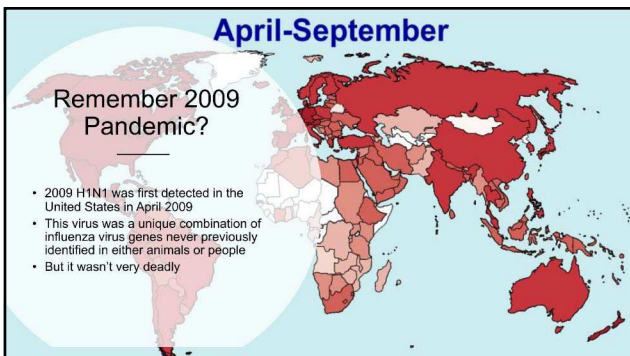 April-September
Remember 2009
Pandemic?
• 2009 H1N1 was first detected in the
United States in April 2009
• This virus was a unique combination of
influenza virus genes never previously
identified in either animals or people
• But it wasn't very deadly